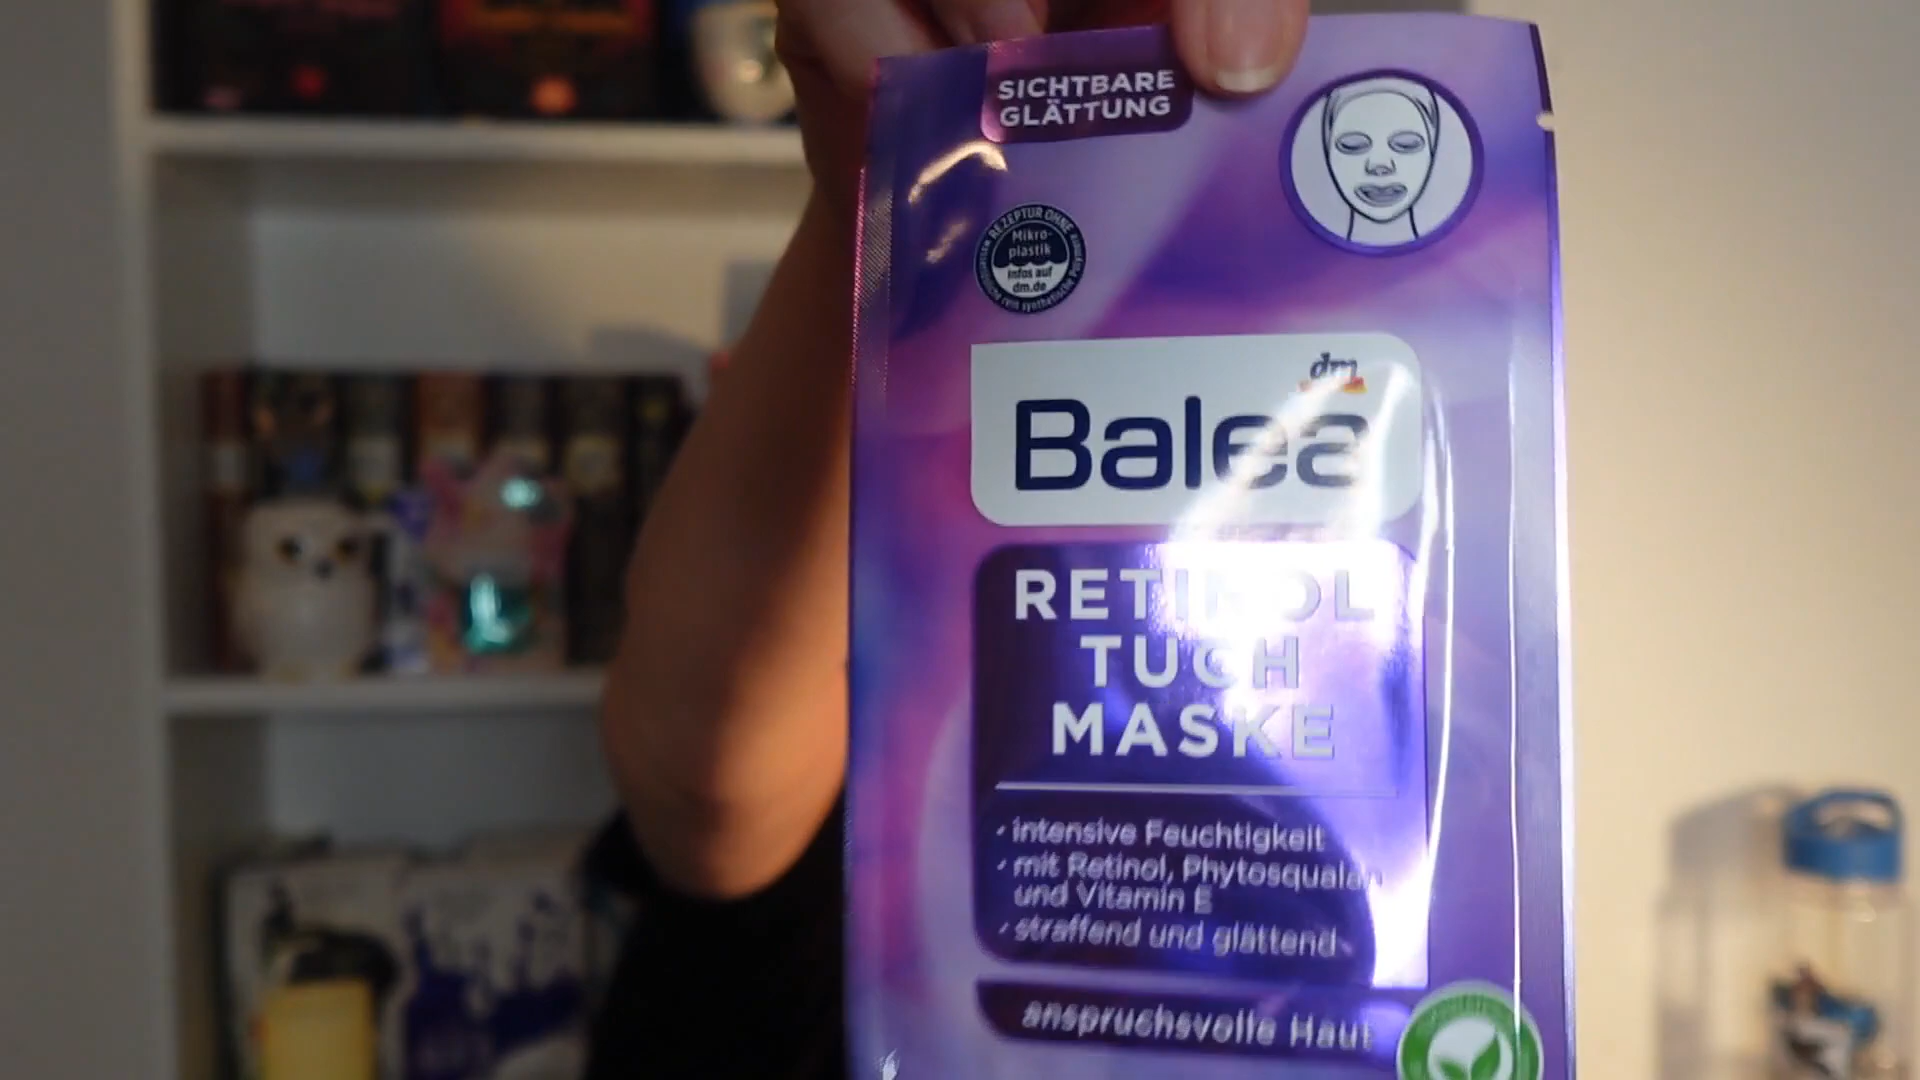 SICHTBARE
GLÄTTUNG
REZEPTUR OHNE
Mikro-
plastik
Infos auf
dm.de
dm
Balea
RETINOL
TUCH
MASKE
intensive Feuchtigkeit
mit Retinol, Phytosqualan
und Vitamin E
straffend und glättend
anspruchsvolle Haut